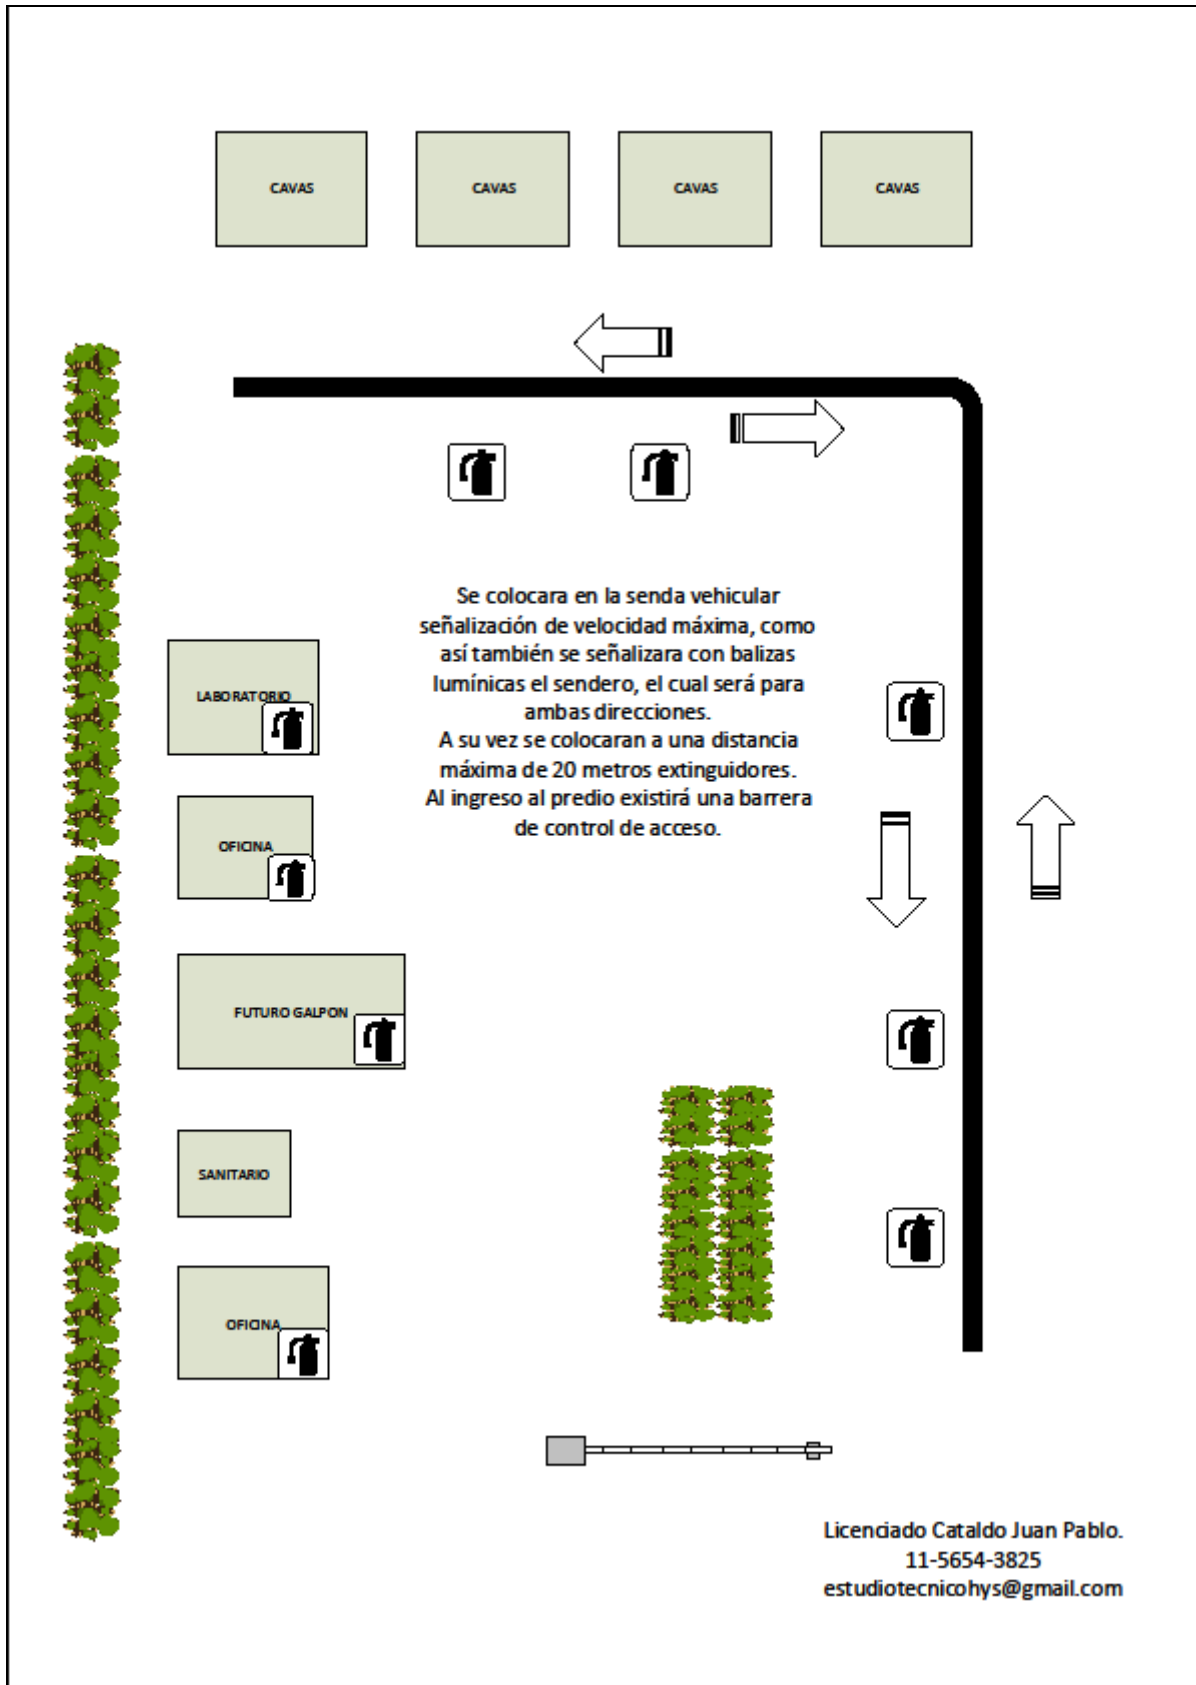 CAVAS
CAVAS
CAVAS
CAVAS
Se colocara en la senda vehicular
señalización de velocidad máxima, como
así también se señalizara con balizas
lumínicas el sendero, el cual será para
ambas direcciones.
A su vez se colocaran a una distancia
máxima de 20 metros extinguidores.
Al ingreso al predio existirá una barrera
de control de acceso.
LABORATORIO
OFICINA
FUTURO GALPON
SANITARIO
OFICINA
Licenciado Cataldo Juan Pablo.
11-5654-3825
estudiotecnicohys@gmail.com